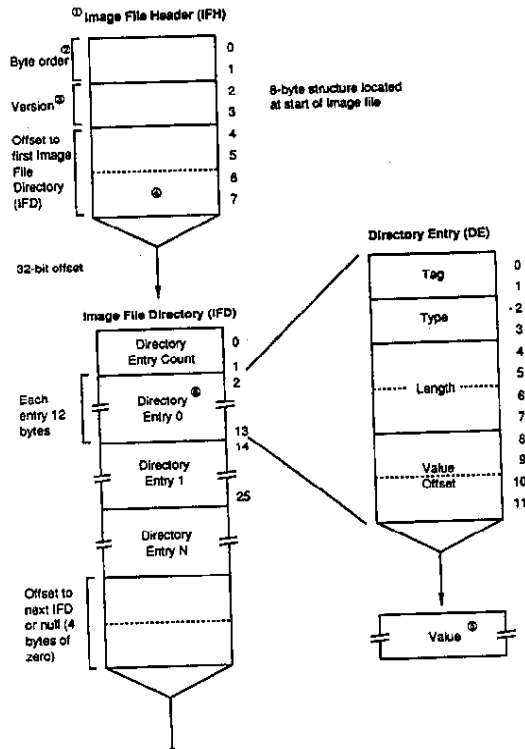 ① Image File Header (IFH)
Byte order ②
0
1
Version ③
2
3
8-byte structure located
at start of image file
Offset to
first Image
File
Directory
(IFD)
4
5
6
7
④
32-bit offset
Image File Directory (IFD)
Directory
Entry Count
0
1
Each
entry 12
bytes
Directory
Entry 0
2
13
Directory
Entry 1
14
25
Directory
Entry N
Offset to
next IFD
or null (4
bytes of
zero)
Directory Entry (DE)
Tag
0
1
Type
-2
3
Length
4
5
6
7
Value
Offset
8
9
10
11
Value ⑤